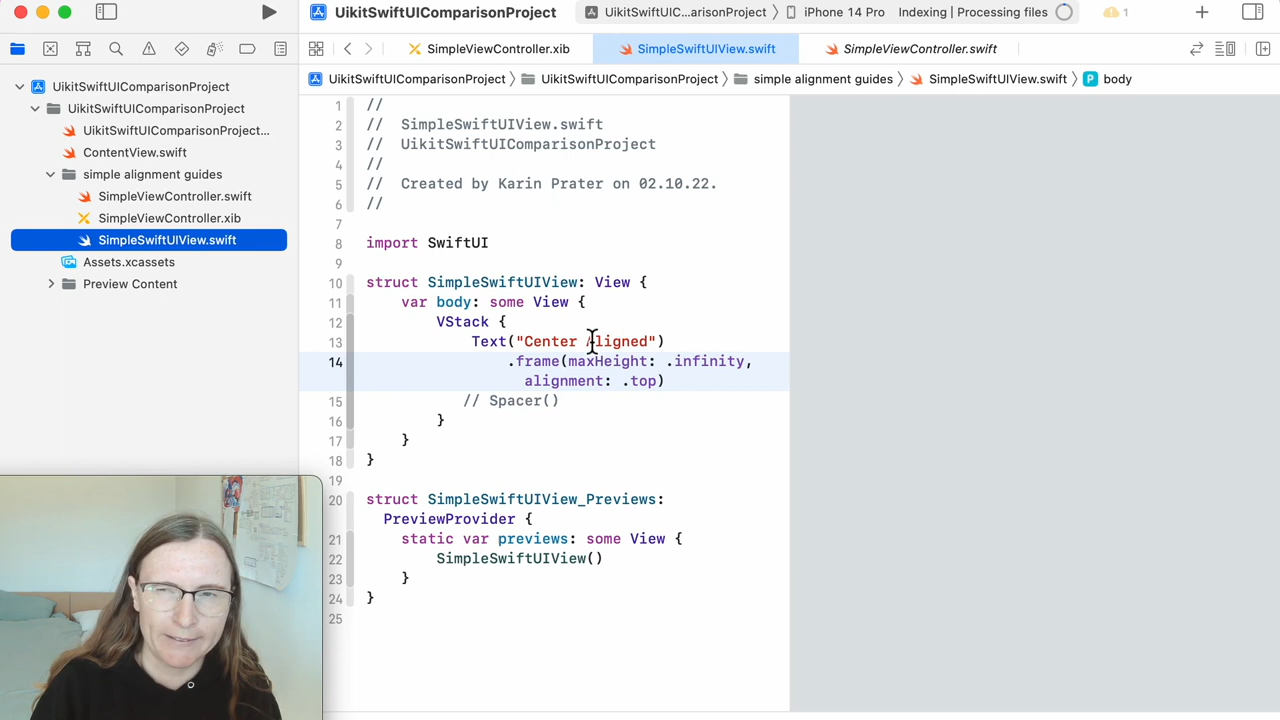 UikitSwiftUIComparisonProject
UikitSwiftUIC...arisonProject 〉 iPhone 14 Pro
Indexing | Processing files
1
SimpleViewController.xib
SimpleSwiftUIView.swift
SimpleViewController.swift
UikitSwiftUIComparisonProject 〉 UikitSwiftUIComparisonProject 〉 simple alignment guides 〉 SimpleSwiftUIView.swift 〉 P body
UikitSwiftUIComparisonProject
UikitSwiftUIComparisonProject
UikitSwiftUIComparisonProject...
ContentView.swift
simple alignment guides
SimpleViewController.swift
SimpleViewController.xib
SimpleSwiftUIView.swift
Assets.xcassets
Preview Content
1 //
2 // SimpleSwiftUIView.swift
3 // UikitSwiftUIComparisonProject
4 //
5 // Created by Karin Prater on 02.10.22.
6 //
7
8 import SwiftUI
9
10 struct SimpleSwiftUIView: View {
11 var body: some View {
12 VStack {
13 Text("Center Aligned")
14 .frame(maxHeight: .infinity,
alignment: .top)
15 // Spacer()
16 }
17 }
18 }
19
20 struct SimpleSwiftUIView_Previews:
PreviewProvider {
21 static var previews: some View {
22 SimpleSwiftUIView()
23 }
24 }
25